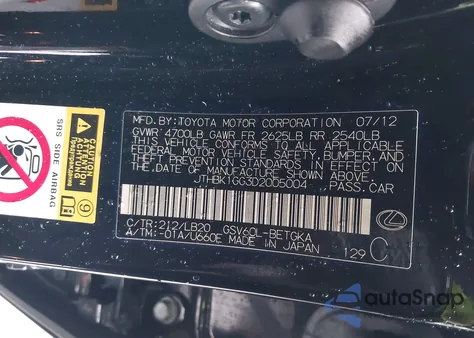 MFD. BY: TOYOTA MOTOR CORPORATION 07/12
GVWR 4700LB GAWR FR 2625LB RR 2540LB
THIS VEHICLE CONFORMS TO ALL APPLICABLE
FEDERAL MOTOR VEHICLE SAFETY, BUMPER, AND
THEFT PREVENTION STANDARDS IN EFFECT ON
THE DATE OF MANUFACTURE SHOWN ABOVE.
JTHBK1GG3D2005004 PASS. CAR
C/TR: 212/LB20 GSV60L-BETGKA
A/TM: -01A/U660E MADE IN JAPAN 129 C
SRS SIDE AIRBAG
CAUTION
9
autoSnap